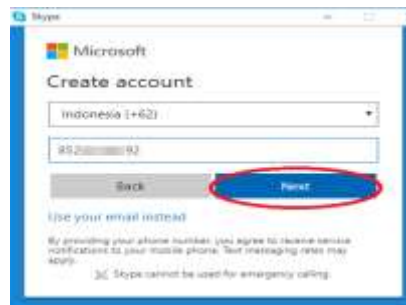 Skype
Microsoft
Create account
Indonesia (+62)
852 92
Back
Next
Use your email instead
By providing your phone number, you agree to receive service
notifications to your mobile phone. Text messaging rates may
apply.
Skype cannot be used for emergency calling.